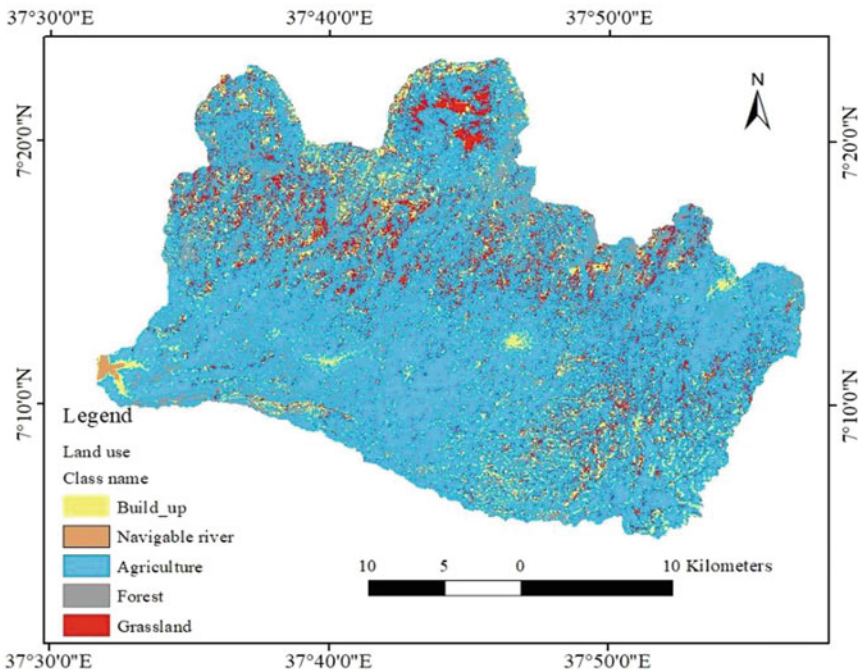 37°30'0"E 37°40'0"E 37°50'0"E
N
7°20'0"N 7°20'0"N
7°10'0"N 7°10'0"N
Legend
Land use
Class name
Build_up
Navigable river
Agriculture
Forest
Grassland
10 5 0 10 Kilometers
37°30'0"E 37°40'0"E 37°50'0"E